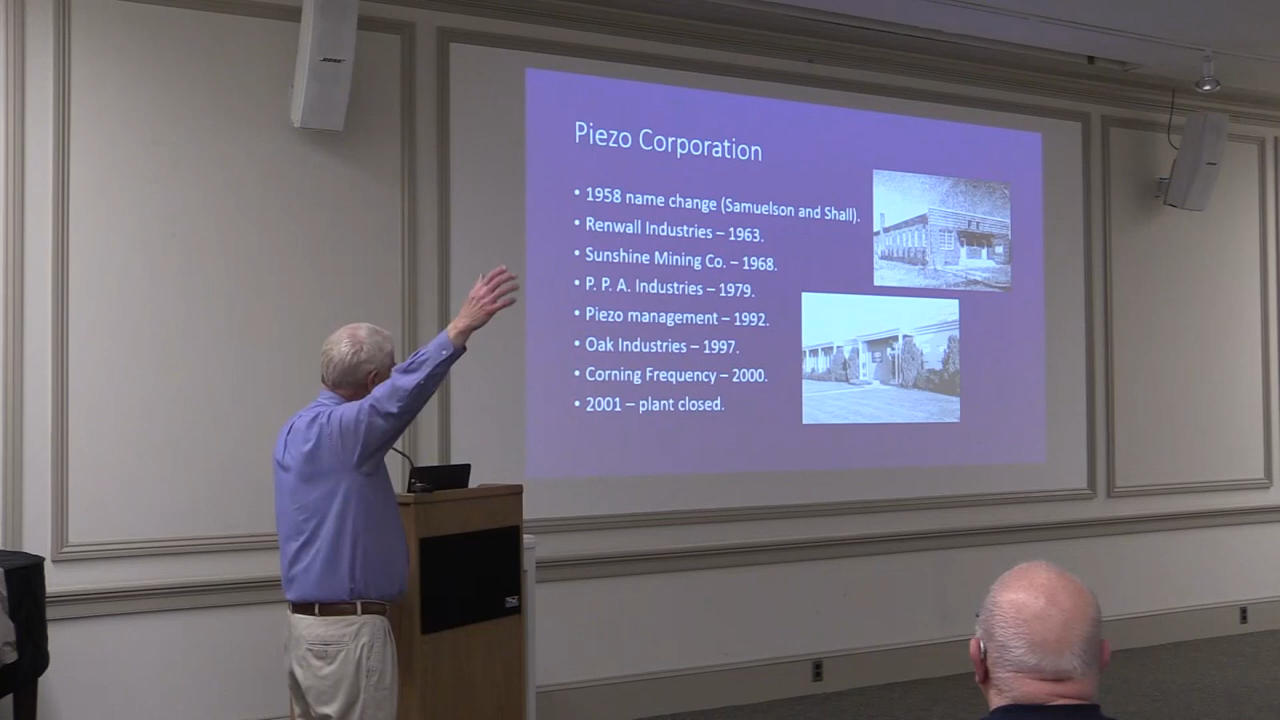 BOSE
Piezo Corporation
• 1958 name change (Samuelson and Shall).
• Renwall Industries – 1963.
• Sunshine Mining Co. – 1968.
• P. P. A. Industries – 1979.
• Piezo management – 1992.
• Oak Industries – 1997.
• Corning Frequency – 2000.
• 2001 – plant closed.